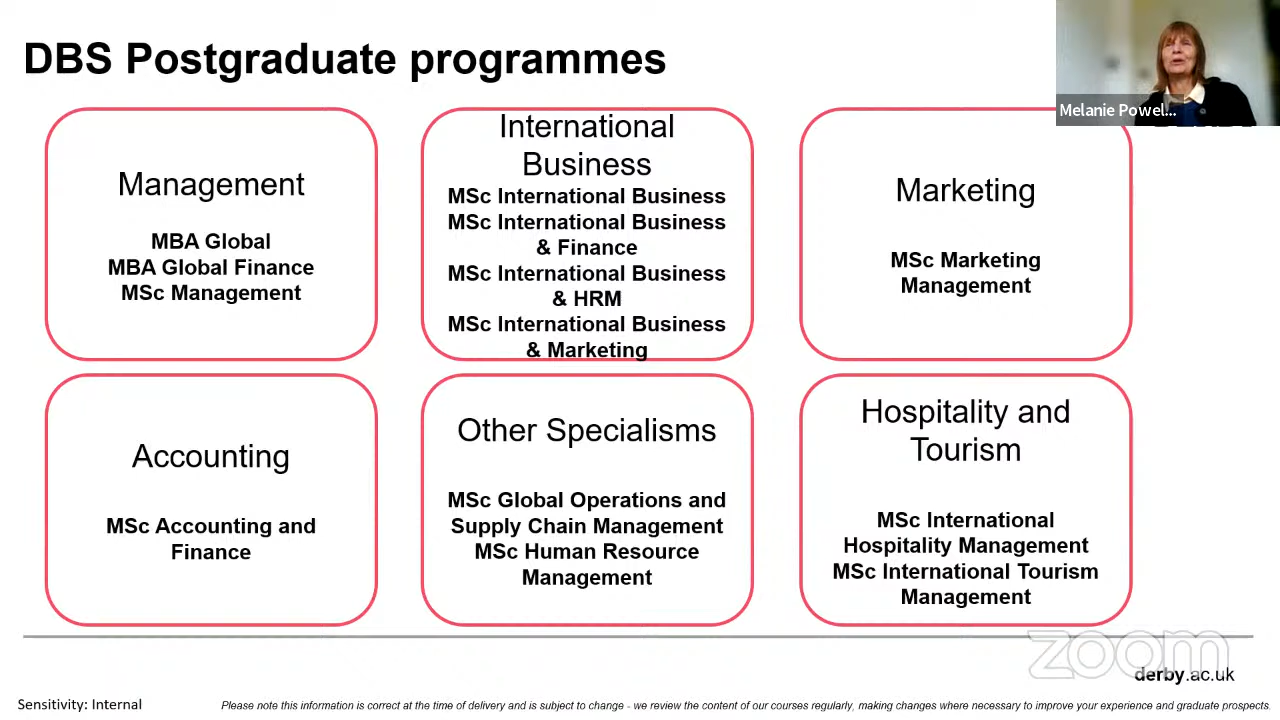 DBS Postgraduate programmes
Melanie Powel...
Management
MBA Global
MBA Global Finance
MSc Management
International
Business
MSc International Business
MSc International Business
& Finance
MSc International Business
& HRM
MSc International Business
& Marketing
Marketing
MSc Marketing
Management
Accounting
MSc Accounting and
Finance
Other Specialisms
MSc Global Operations and
Supply Chain Management
MSc Human Resource
Management
Hospitality and
Tourism
MSc International
Hospitality Management
MSc International Tourism
Management
zoom
derby.ac.uk
Sensitivity: Internal
Please note this information is correct at the time of delivery and is subject to change - we review the content of our courses regularly, making changes where necessary to improve your experience and graduate prospects.